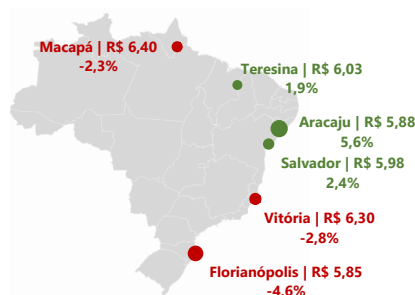 Macapá | R$ 6,40
-2,3%
Teresina | R$ 6,03
1,9%
Aracaju | R$ 5,88
5,6%
Salvador | R$ 5,98
2,4%
Vitória | R$ 6,30
-2,8%
Florianópolis | R$ 5,85
-4,6%